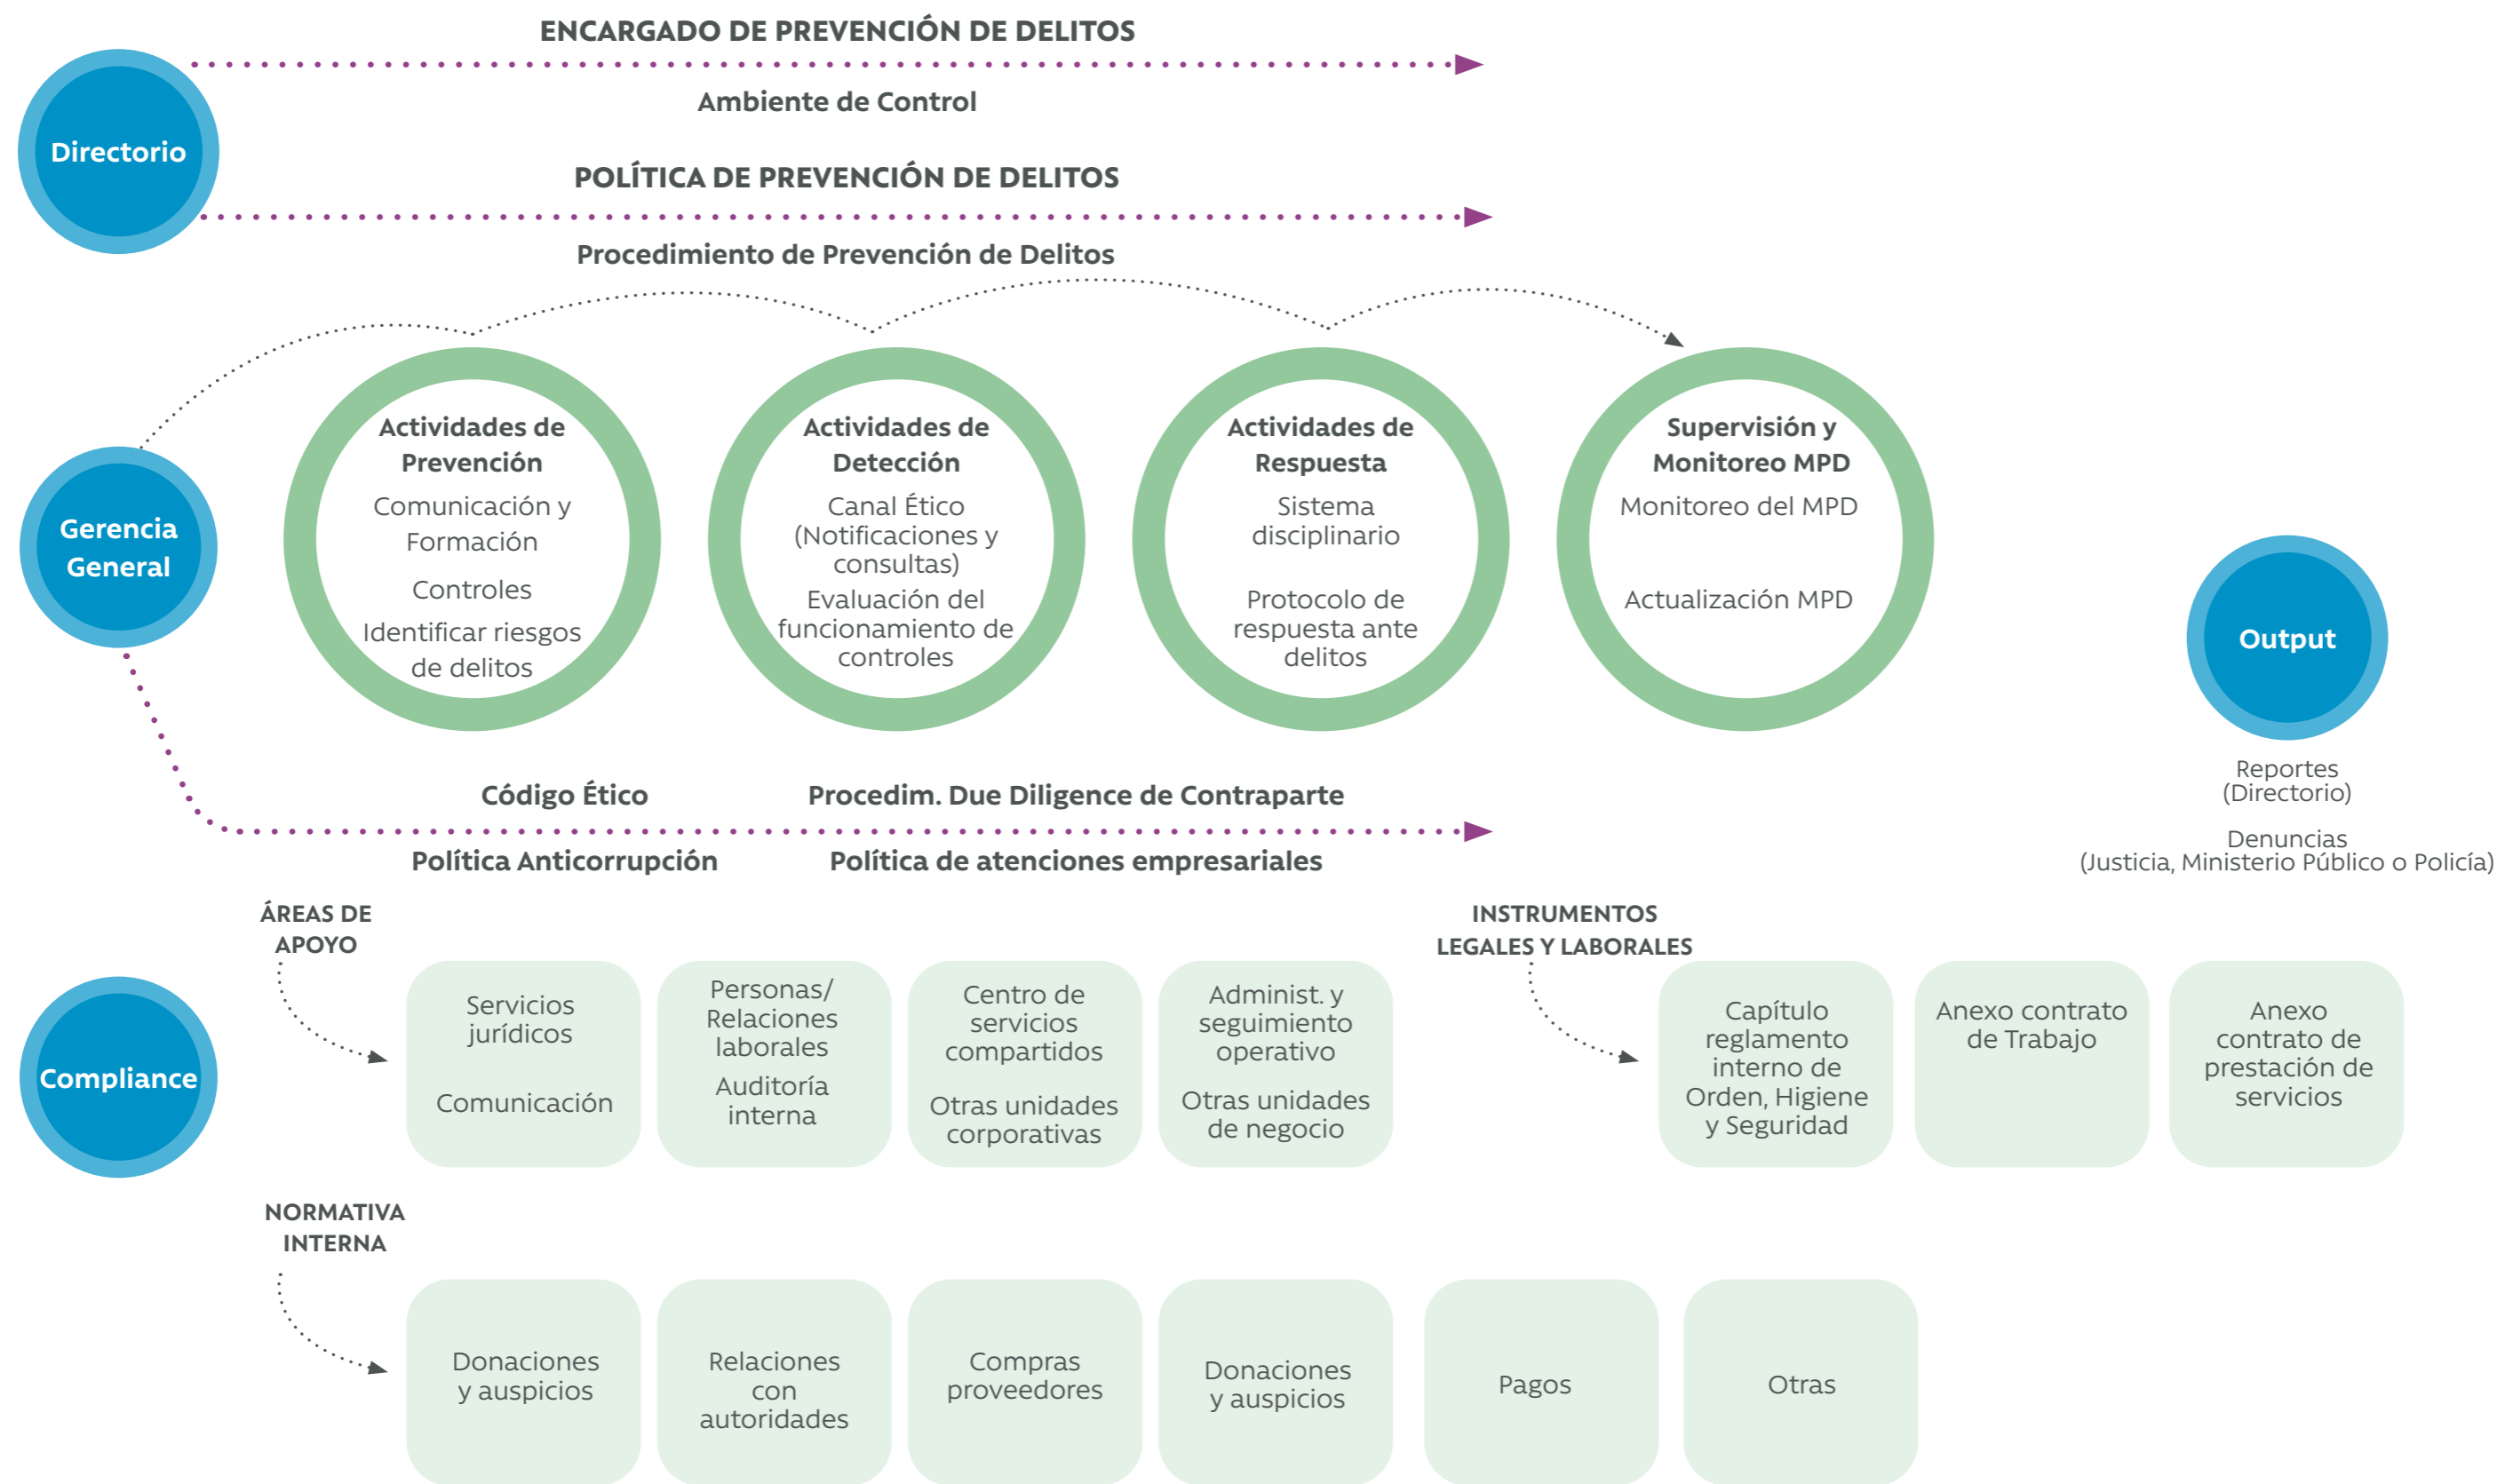 ENCARGADO DE PREVENCIÓN DE DELITOS
Ambiente de Control
Directorio
POLÍTICA DE PREVENCIÓN DE DELITOS
Procedimiento de Prevención de Delitos
Gerencia
General
Actividades de
Prevención
Comunicación y
Formación
Controles
Identificar riesgos
de delitos
Actividades de
Detección
Canal Ético
(Notificaciones y
consultas)
Evaluación del
funcionamiento de
controles
Actividades de
Respuesta
Sistema
disciplinario
Protocolo de
respuesta ante
delitos
Supervisión y
Monitoreo MPD
Monitoreo del MPD
Actualización MPD
Output
Reportes
(Directorio)
Denuncias
(Justicia, Ministerio Público o Policía)
Código Ético
Procedim. Due Diligence de Contraparte
Política Anticorrupción
Política de atenciones empresariales
Compliance
ÁREAS DE
APOYO
Servicios
jurídicos
Comunicación
Personas/
Relaciones
laborales
Auditoría
interna
Centro de
servicios
compartidos
Otras unidades
corporativas
Administ. y
seguimiento
operativo
Otras unidades
de negocio
INSTRUMENTOS
LEGALES Y LABORALES
Capítulo
reglamento
interno de
Orden, Higiene
y Seguridad
Anexo contrato
de Trabajo
Anexo
contrato de
prestación de
servicios
NORMATIVA
INTERNA
Donaciones
y auspicios
Relaciones
con
autoridades
Compras
proveedores
Donaciones
y auspicios
Pagos
Otras